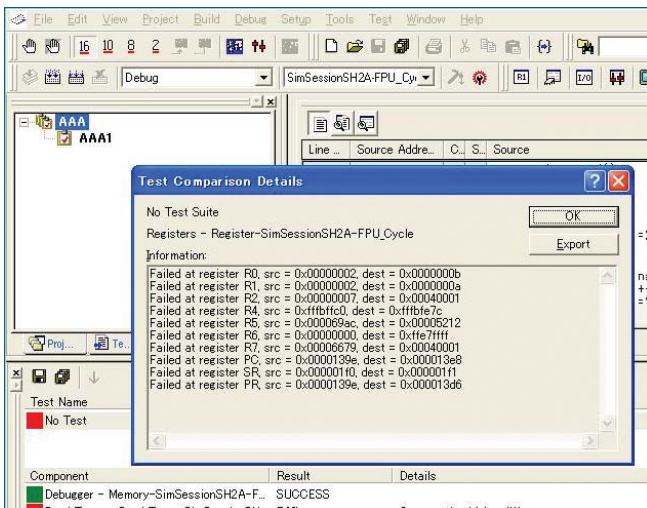 File Edit View Project Build Debug Setup Tools Test Window Help
16 10 8 2
Debug SimSessionSH2A-FPU_Cy
R1 I/O
AAA
AAA1
Line ... Source Addre... C... S... Source
Test Comparison Details
No Test Suite
OK
Registers - Register-SimSessionSH2A-FPU_Cycle
Export
Information:
Failed at register R0, src = 0x00000002, dest = 0x0000000b
Failed at register R1, src = 0x00000002, dest = 0x0000000a
Failed at register R2, src = 0x00000007, dest = 0x00040001
Failed at register R4, src = 0xfffbffc0, dest = 0xfffbfe7c
Failed at register R5, src = 0x000069ac, dest = 0x00005212
Failed at register R6, src = 0x00000000, dest = 0xffe7ffff
Failed at register R7, src = 0x00006679, dest = 0x00040001
Failed at register PC, src = 0x0000139e, dest = 0x000013e8
Failed at register SR, src = 0x000001f0, dest = 0x000001f1
Failed at register PR, src = 0x0000139e, dest = 0x000013d6
Proj... Te...
Test Name
No Test
Component Result Details
Debugger - Memory-SimSessionSH2A-F... SUCCESS